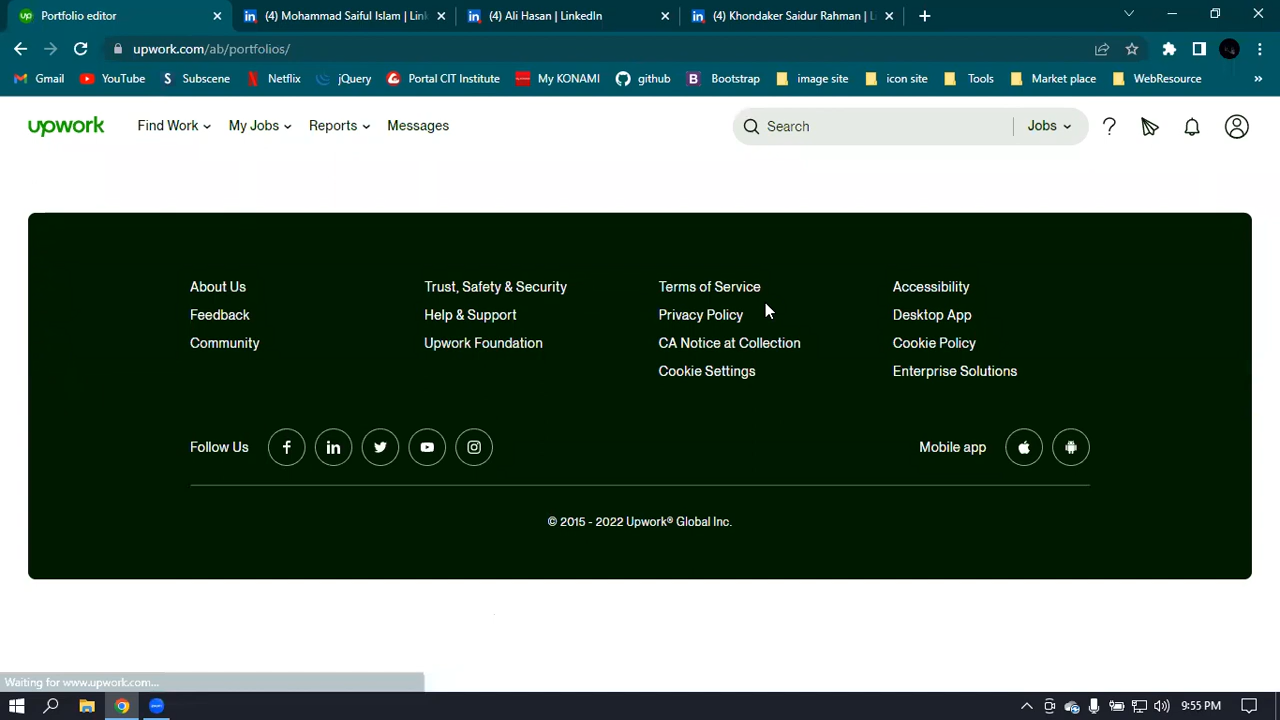 Portfolio editor
(4) Mohammad Saiful Islam | Link
(4) Ali Hasan | LinkedIn
(4) Khondaker Saidur Rahman | L
upwork.com/ab/portfolios/
Gmail YouTube Subscene Netflix jQuery Portal CIT Institute My KONAMI github Bootstrap image site icon site Tools Market place WebResource »
upwork Find Work My Jobs Reports Messages Search Jobs ?
About Us Trust, Safety & Security Terms of Service Accessibility
Feedback Help & Support Privacy Policy Desktop App
Community Upwork Foundation CA Notice at Collection Cookie Policy
Cookie Settings Enterprise Solutions
Follow Us Mobile app
© 2015 - 2022 Upwork® Global Inc.
Waiting for www.upwork.com...
9:55 PM